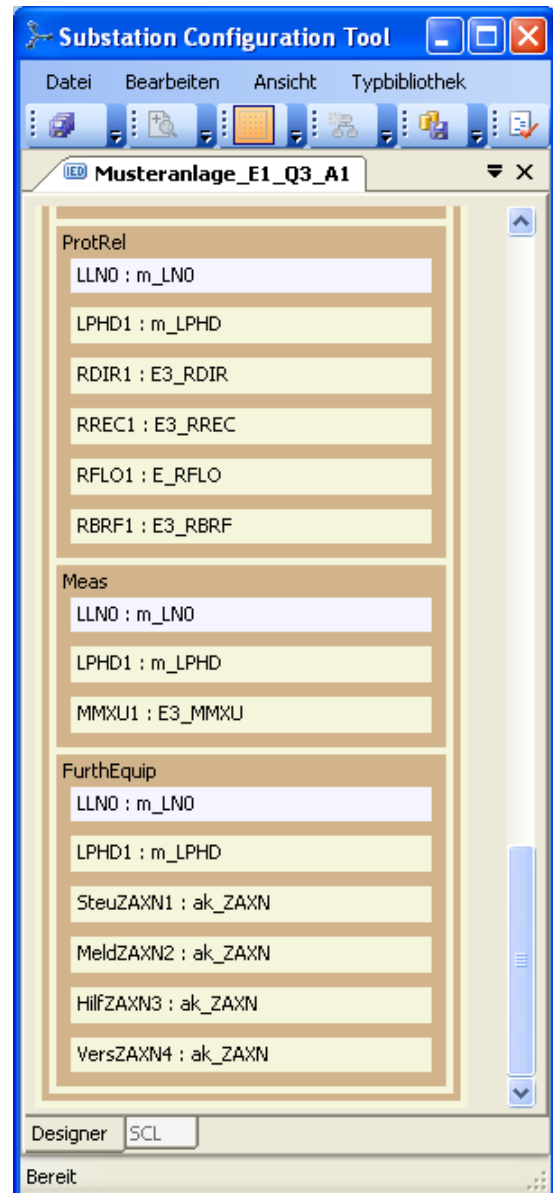 Substation Configuration Tool
Datei Bearbeiten Ansicht Typbibliothek
IED Musteranlage_E1_Q3_A1
ProtRel
LLN0 : m_LN0
LPHD1 : m_LPHD
RDIR1 : E3_RDIR
RREC1 : E3_RREC
RFLO1 : E_RFLO
RBRF1 : E3_RBRF
Meas
LLN0 : m_LN0
LPHD1 : m_LPHD
MMXU1 : E3_MMXU
FurthEquip
LLN0 : m_LN0
LPHD1 : m_LPHD
SteuZAXN1 : ak_ZAXN
MeldZAXN2 : ak_ZAXN
HilfZAXN3 : ak_ZAXN
VersZAXN4 : ak_ZAXN
Designer SCL
Bereit